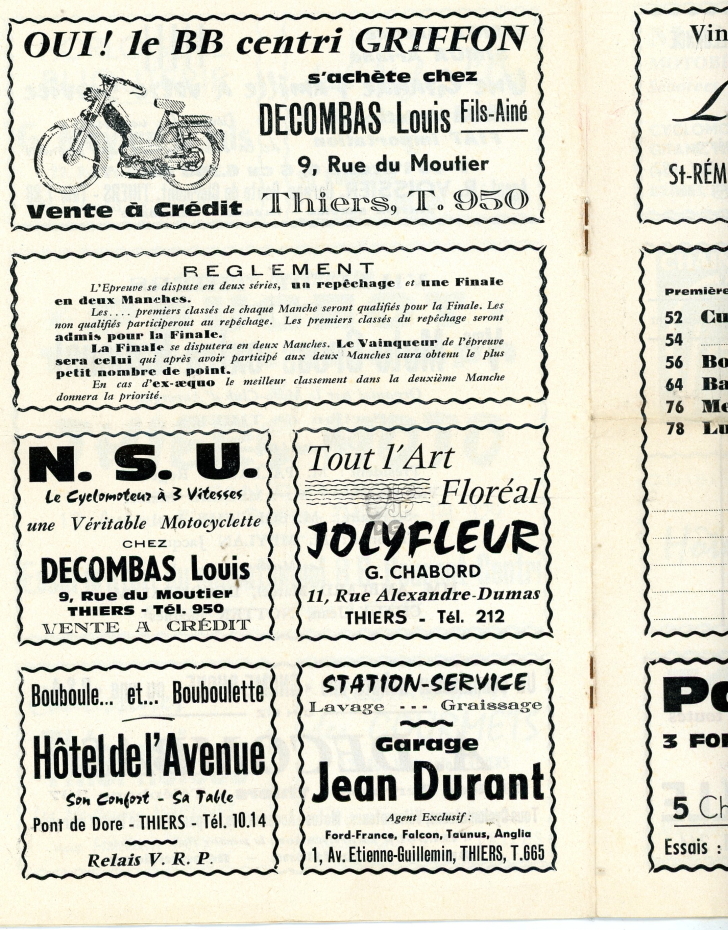 OUI ! le BB centri GRIFFON
s'achète chez
DECOMBAS Louis Fils-Ainé
9, Rue du Moutier
Vente à Crédit Thiers, T. 950
REGLEMENT
L'Epreuve se dispute en deux séries, un repêchage et une Finale
en deux Manches.
Les.... premiers classés de chaque Manche seront qualifiés pour la Finale. Les
non qualifiés participeront au repêchage. Les premiers classés du repêchage seront
admis pour la Finale.
La Finale se disputera en deux Manches. Le Vainqueur de l'épreuve
sera celui qui après avoir participé aux deux Manches aura obtenu le plus
petit nombre de point.
En cas d'ex-æquo le meilleur classement dans la deuxième Manche
donnera la priorité.
N. S. U.
Le Cyclomoteur à 3 Vitesses
une Véritable Motocyclette
CHEZ
DECOMBAS Louis
9, Rue du Moutier
THIERS - Tél. 950
VENTE A CRÉDIT
Tout l'Art
Floréal
JOLYFLEUR
G. CHABORD
11, Rue Alexandre-Dumas
THIERS - Tél. 212
Bouboule... et... Bouboulette
Hôtel de l'Avenue
Son Confort - Sa Table
Pont de Dore - THIERS - Tél. 10.14
Relais V. R. P.
STATION-SERVICE
Lavage --- Graissage
Garage
Jean Durant
Agent Exclusif :
Ford-France, Falcon, Taunus, Anglia
1, Av. Etienne-Guillemin, THIERS, T.665
Vin
L
St-RÉM
Première
52 Cu
54
56 Bo
64 Ba
76 Me
78 Lu
Po
3 FO
5 Ch
Essais :